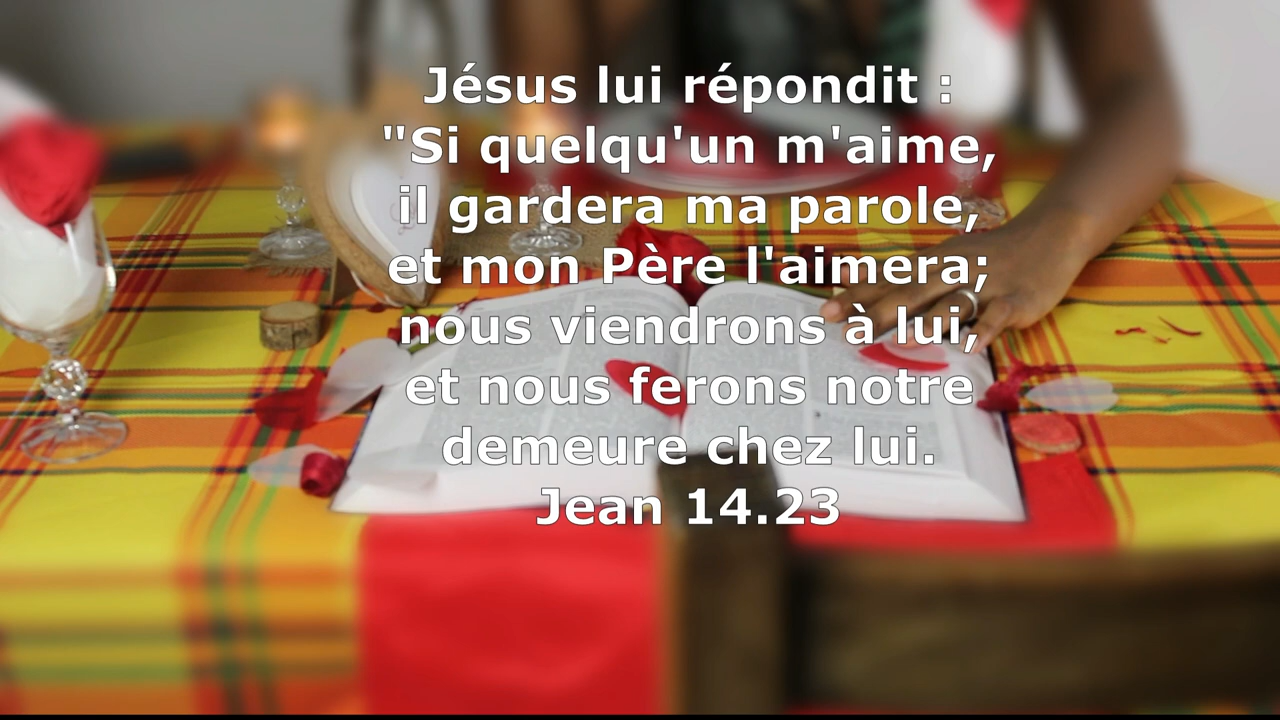 Jésus lui répondit :
"Si quelqu'un m'aime,
il gardera ma parole,
et mon Père l'aimera;
nous viendrons à lui,
et nous ferons notre
demeure chez lui.
Jean 14.23